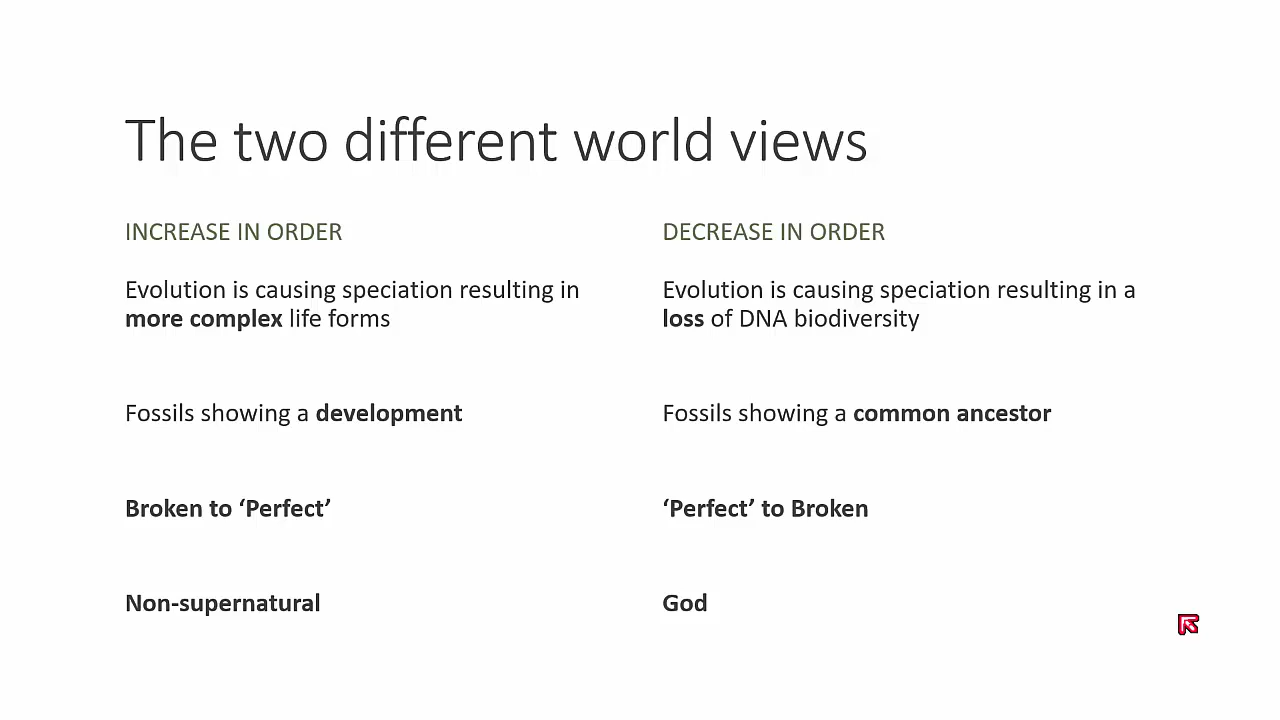 The two different world views
INCREASE IN ORDER
Evolution is causing speciation resulting in
more complex life forms
Fossils showing a development
Broken to ‘Perfect’
Non-supernatural
DECREASE IN ORDER
Evolution is causing speciation resulting in a
loss of DNA biodiversity
Fossils showing a common ancestor
‘Perfect’ to Broken
God